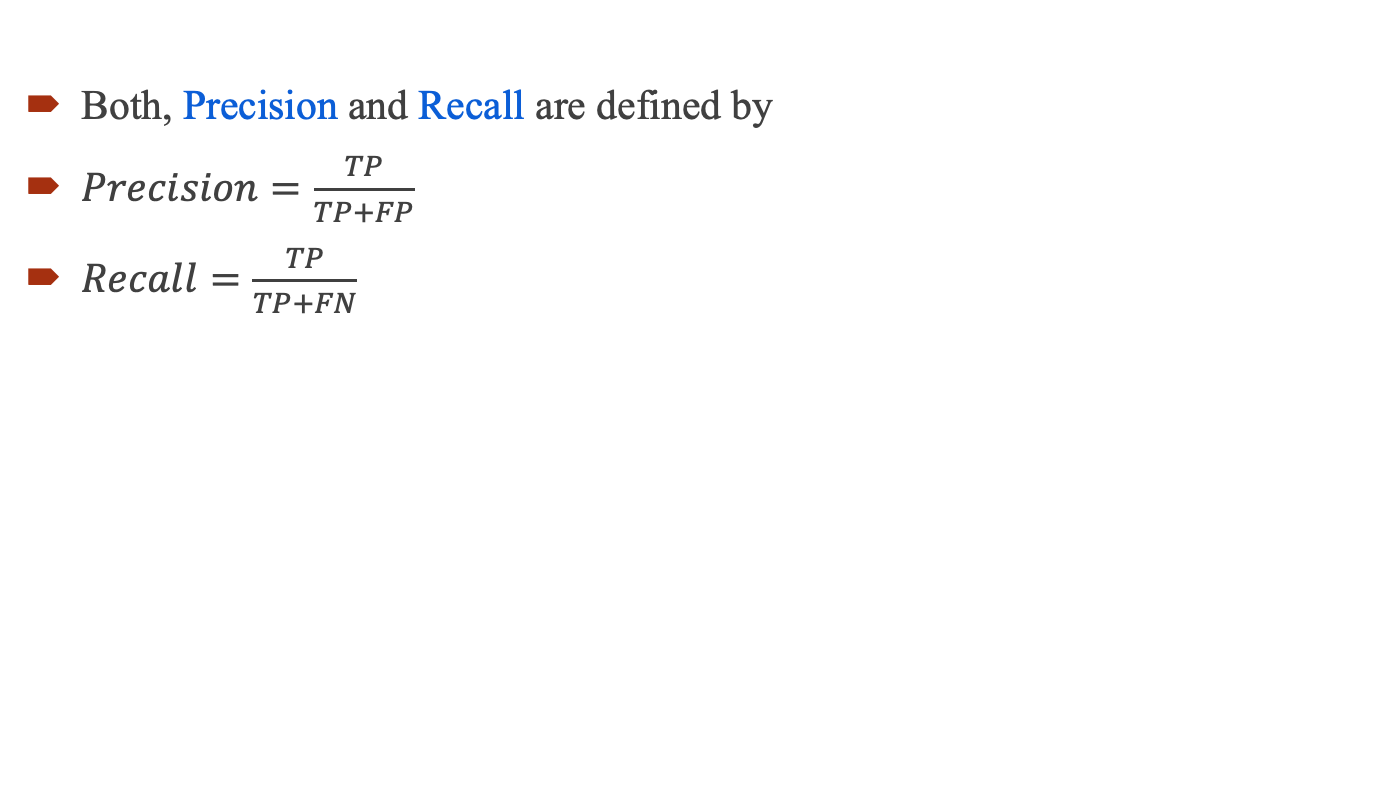 Both, Precision and Recall are defined by
Precision = TP / TP+FP
Recall = TP / TP+FN